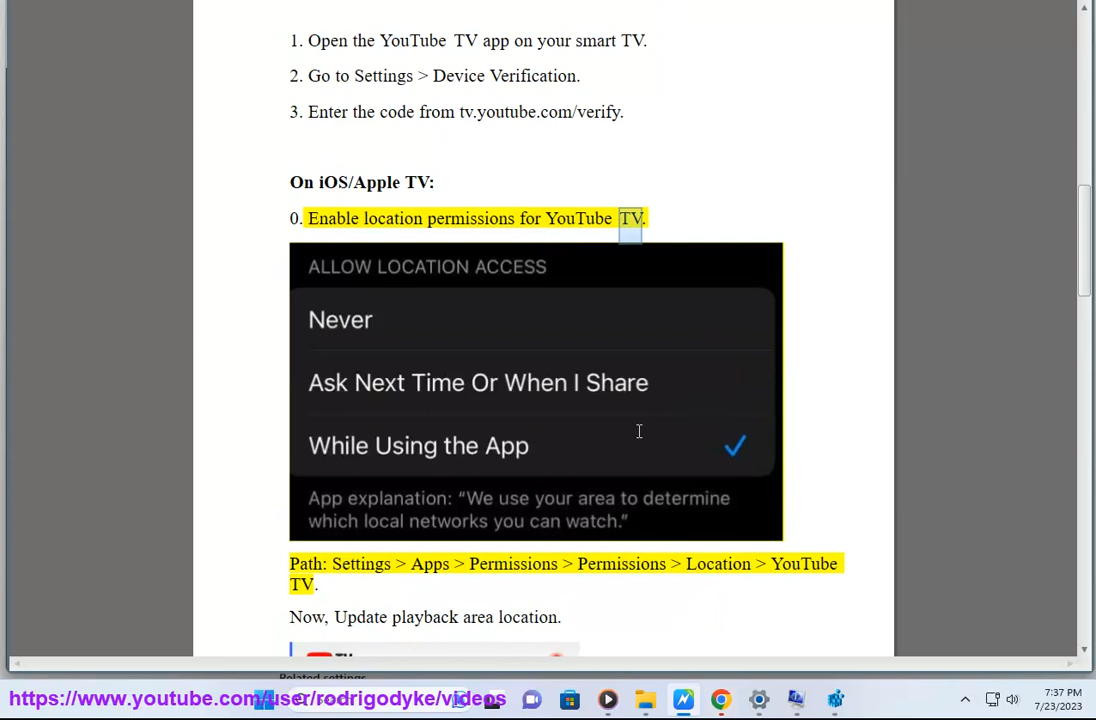 1. Open the YouTube TV app on your smart TV.
2. Go to Settings > Device Verification.
3. Enter the code from tv.youtube.com/verify.
On iOS/Apple TV:
0. Enable location permissions for YouTube TV.
ALLOW LOCATION ACCESS
Never
Ask Next Time Or When I Share
While Using the App
App explanation: “We use your area to determine
which local networks you can watch.”
Path: Settings > Apps > Permissions > Permissions > Location > YouTube
TV.
Now, Update playback area location.
Related settings
https://www.youtube.com/user/rodrigodyke/videos
7:37 PM
7/23/2023